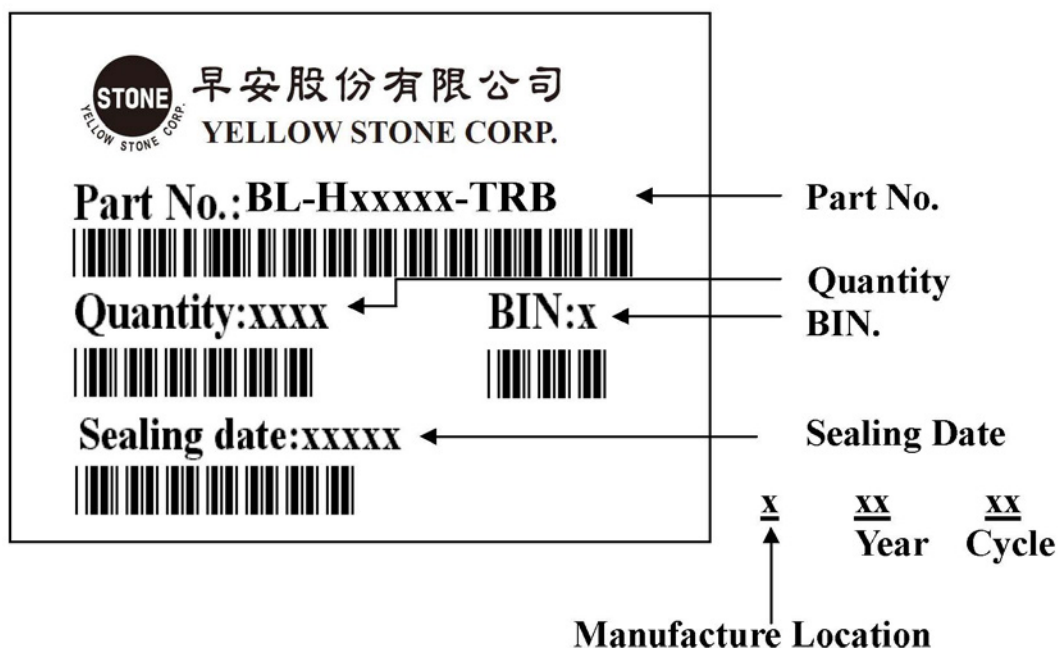 STONE
YELLOW STONE CORP.
早安股份有限公司
YELLOW STONE CORP.
Part No.:BL-Hxxxxx-TRB
Part No.
Quantity:xxxx
BIN:x
Quantity
BIN.
Sealing date:xxxxx
Sealing Date
x xx xx
Year Cycle
Manufacture Location